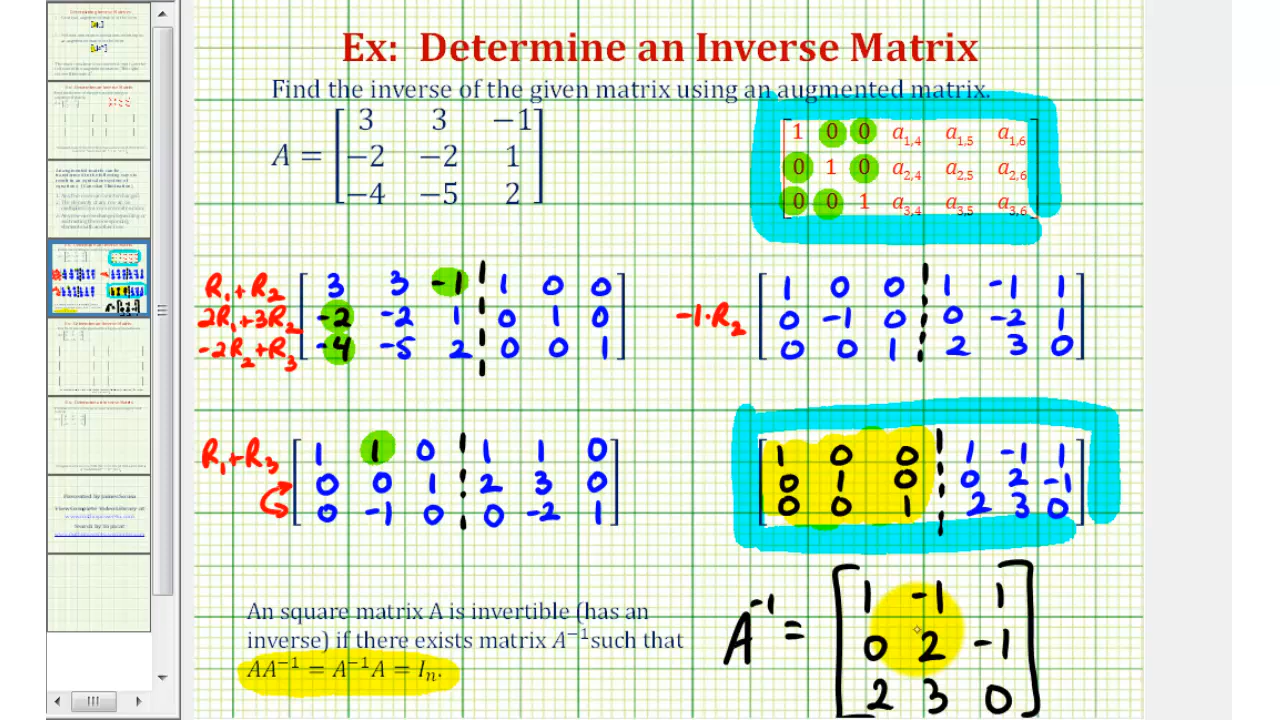 Ex: Determine an Inverse Matrix
Find the inverse of the given matrix using an augmented matrix.
A = [ 3 3 −1
−2 −2 1
−4 −5 2 ]
[ 1 0 0 a1,4 a1,5 a1,6
0 1 0 a2,4 a2,5 a2,6
0 0 1 a3,4 a3,5 a3,6 ]
R1+R2 [ 3 3 -1 | 1 0 0
2R1+3R2 -2 -2 1 | 0 1 0
-2R2+R3 -4 -5 2 | 0 0 1 ]
[ 1 0 0 | 1 -1 1
-1·R2 0 -1 0 | 0 -2 1
0 0 1 | 2 3 0 ]
R1+R3 [ 1 1 0 | 1 1 0
0 0 1 | 2 3 0
0 -1 0 | 0 -2 1 ]
[ 1 0 0 | 1 -1 1
0 1 0 | 0 2 -1
0 0 1 | 2 3 0 ]
An square matrix A is invertible (has an
inverse) if there exists matrix A⁻¹such that
AA⁻¹ = A⁻¹A = Iₙ.
A⁻¹ = [ 1 -1 1
0 2 -1
2 3 0 ]